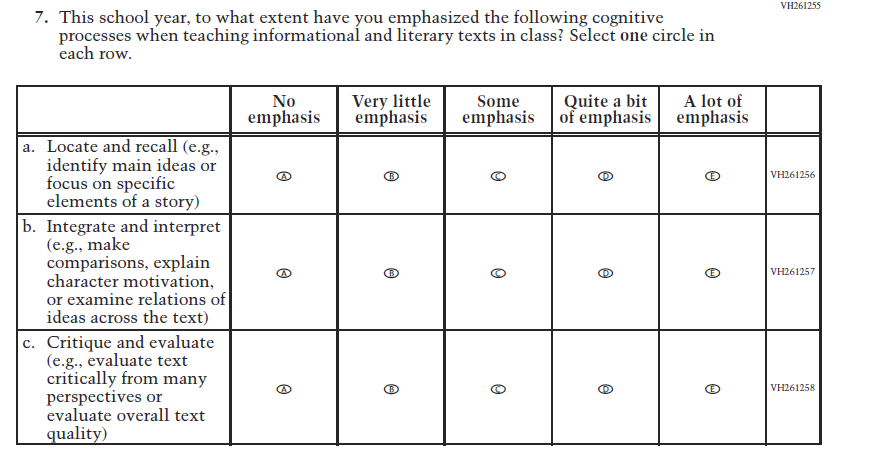 VH261255
7. This school year, to what extent have you emphasized the following cognitive
processes when teaching informational and literary texts in class? Select one circle in
each row.
No emphasis
Very little emphasis
Some emphasis
Quite a bit of emphasis
A lot of emphasis
a. Locate and recall (e.g.,
identify main ideas or
focus on specific
elements of a story)
A B C D E VH261256
b. Integrate and interpret
(e.g., make
comparisons, explain
character motivation,
or examine relations of
ideas across the text)
A B C D E VH261257
c. Critique and evaluate
(e.g., evaluate text
critically from many
perspectives or
evaluate overall text
quality)
A B C D E VH261258